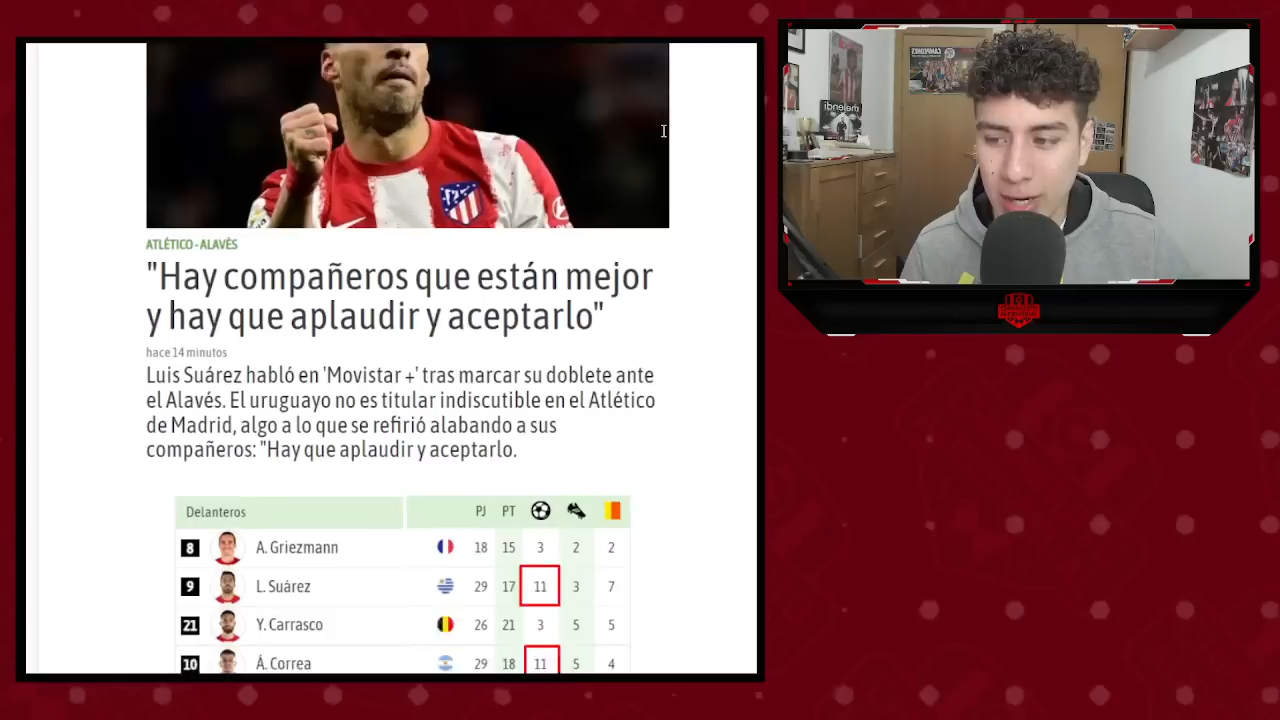 ATLÉTICO - ALAVÉS
"Hay compañeros que están mejor
y hay que aplaudir y aceptarlo"
hace 14 minutos
Luis Suárez habló en 'Movistar +' tras marcar su doblete ante
el Alavés. El uruguayo no es titular indiscutible en el Atlético
de Madrid, algo a lo que se refirió alabando a sus
compañeros: "Hay que aplaudir y aceptarlo.
Delanteros PJ PT
8 A. Griezmann 18 15 3 2 2
9 L. Suárez 29 17 11 3 7
21 Y. Carrasco 26 21 3 5 5
10 Á. Correa 29 18 11 5 4
melendi